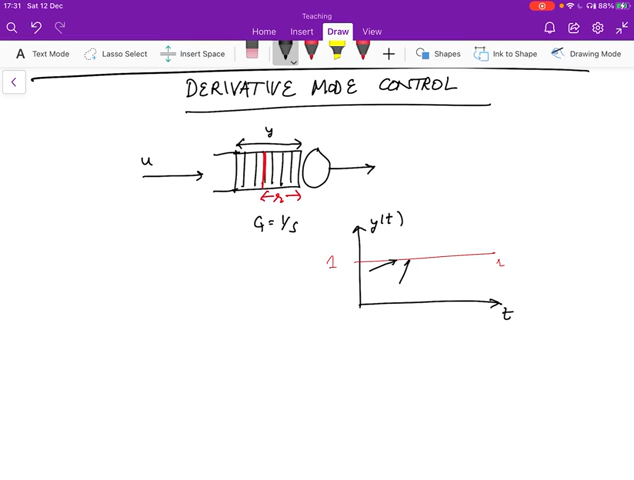 17:31 Sat 12 Dec
88%
Teaching
Home Insert Draw View
A Text Mode Lasso Select Insert Space Shapes Ink to Shape Drawing Mode
DERIVATIVE MODE CONTROL
y
u
r
G = 1/s
y(t)
1
r
t